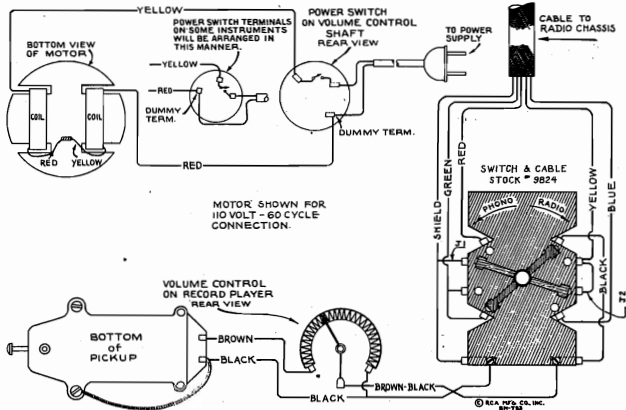 YELLOW
POWER SWITCH TERMINALS
ON SOME INSTRUMENTS
WILL BE ARRANGED IN
THIS MANNER.
POWER SWITCH
ON VOLUME CONTROL
SHAFT
REAR VIEW
TO POWER
SUPPLY
CABLE TO
RADIO CHASSIS
BOTTOM VIEW
OF MOTOR
YELLOW
RED
DUMMY
TERM.
DUMMY TERM.
COIL
COIL
RED
YELLOW
RED
MOTOR SHOWN FOR
110 VOLT - 60 CYCLE
CONNECTION.
SHIELD
GREEN
RED
YELLOW
BLUE
SWITCH & CABLE
STOCK # 9824
PHONO
RADIO
J1
BLACK
J2
VOLUME CONTROL
ON RECORD PLAYER
REAR VIEW
BOTTOM
of
PICKUP
BROWN
BLACK
BROWN-BLACK
BLACK
© RCA MFG CO., INC.